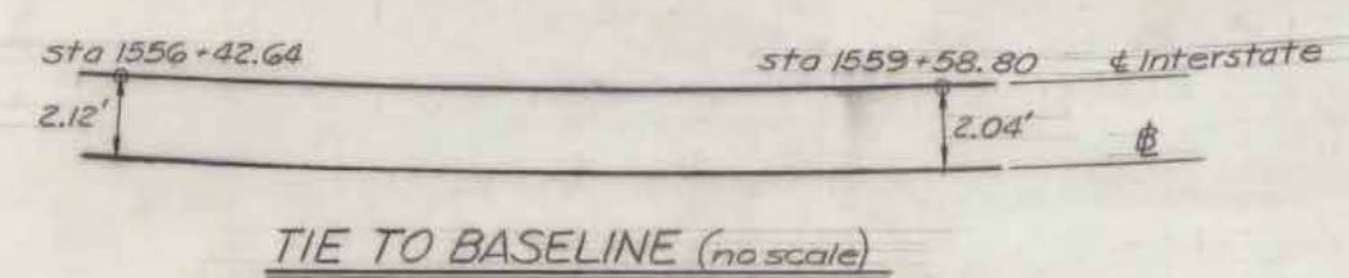 sta 1556+42.64
sta 1559+58.80
℄ Interstate
2.12'
2.04'
TIE TO BASELINE (no scale)